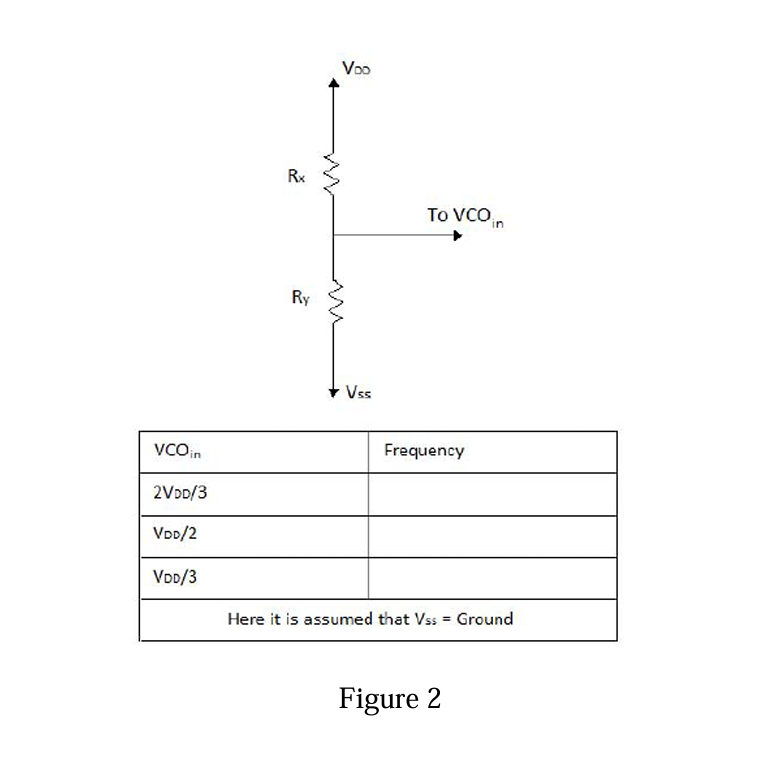 VDD
Rx
To VCOin
Ry
Vss
VCOin Frequency
2VDD/3
VDD/2
VDD/3
Here it is assumed that Vss = Ground
Figure 2